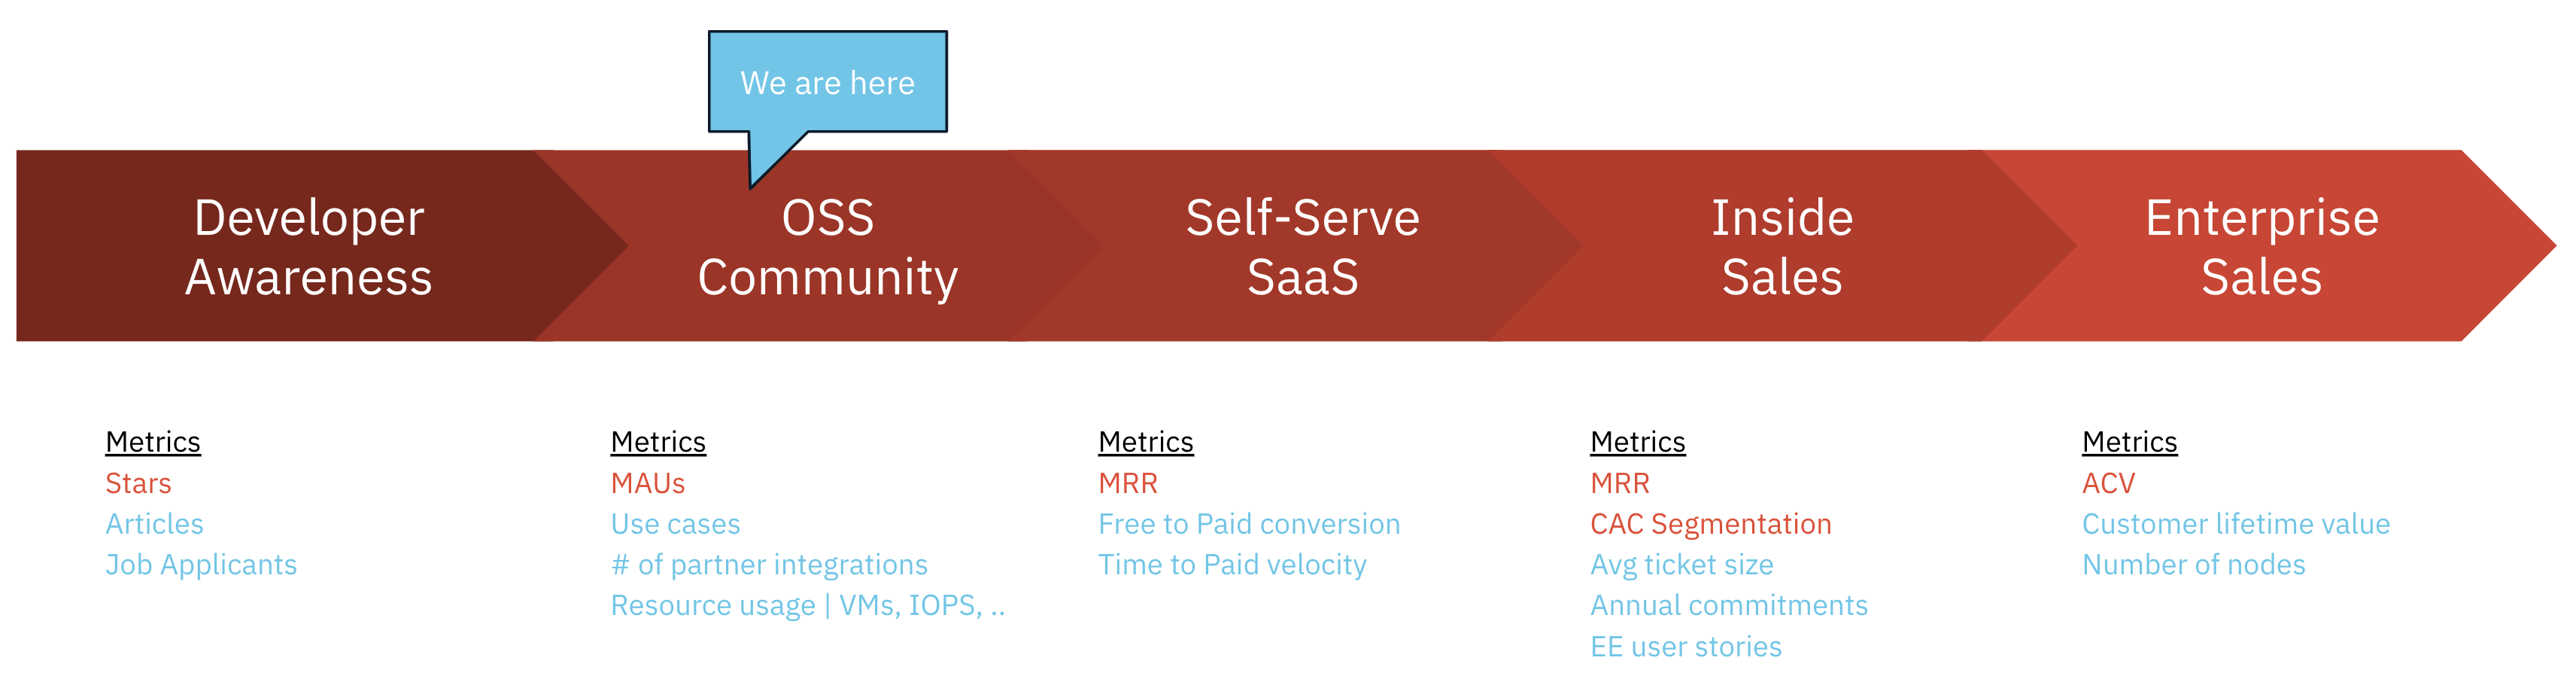 We are here
Developer
Awareness
OSS
Community
Self-Serve
SaaS
Inside
Sales
Enterprise
Sales
Metrics
Stars
Articles
Job Applicants
Metrics
MAUs
Use cases
# of partner integrations
Resource usage | VMs, IOPS, ..
Metrics
MRR
Free to Paid conversion
Time to Paid velocity
Metrics
MRR
CAC Segmentation
Avg ticket size
Annual commitments
EE user stories
Metrics
ACV
Customer lifetime value
Number of nodes